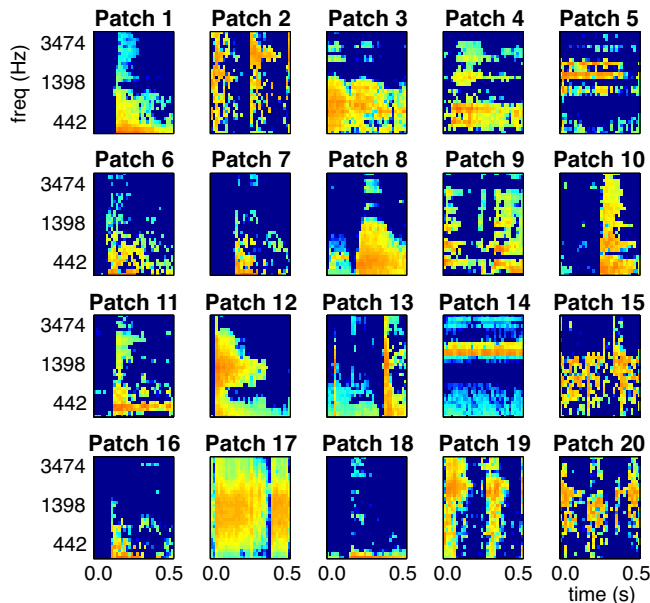 Patch 1 Patch 2 Patch 3 Patch 4 Patch 5
freq (Hz)
3474
1398
442
Patch 6 Patch 7 Patch 8 Patch 9 Patch 10
3474
1398
442
Patch 11 Patch 12 Patch 13 Patch 14 Patch 15
3474
1398
442
Patch 16 Patch 17 Patch 18 Patch 19 Patch 20
3474
1398
442
0.0 0.5 0.0 0.5 0.0 0.5 0.0 0.5 0.0 0.5
time (s)